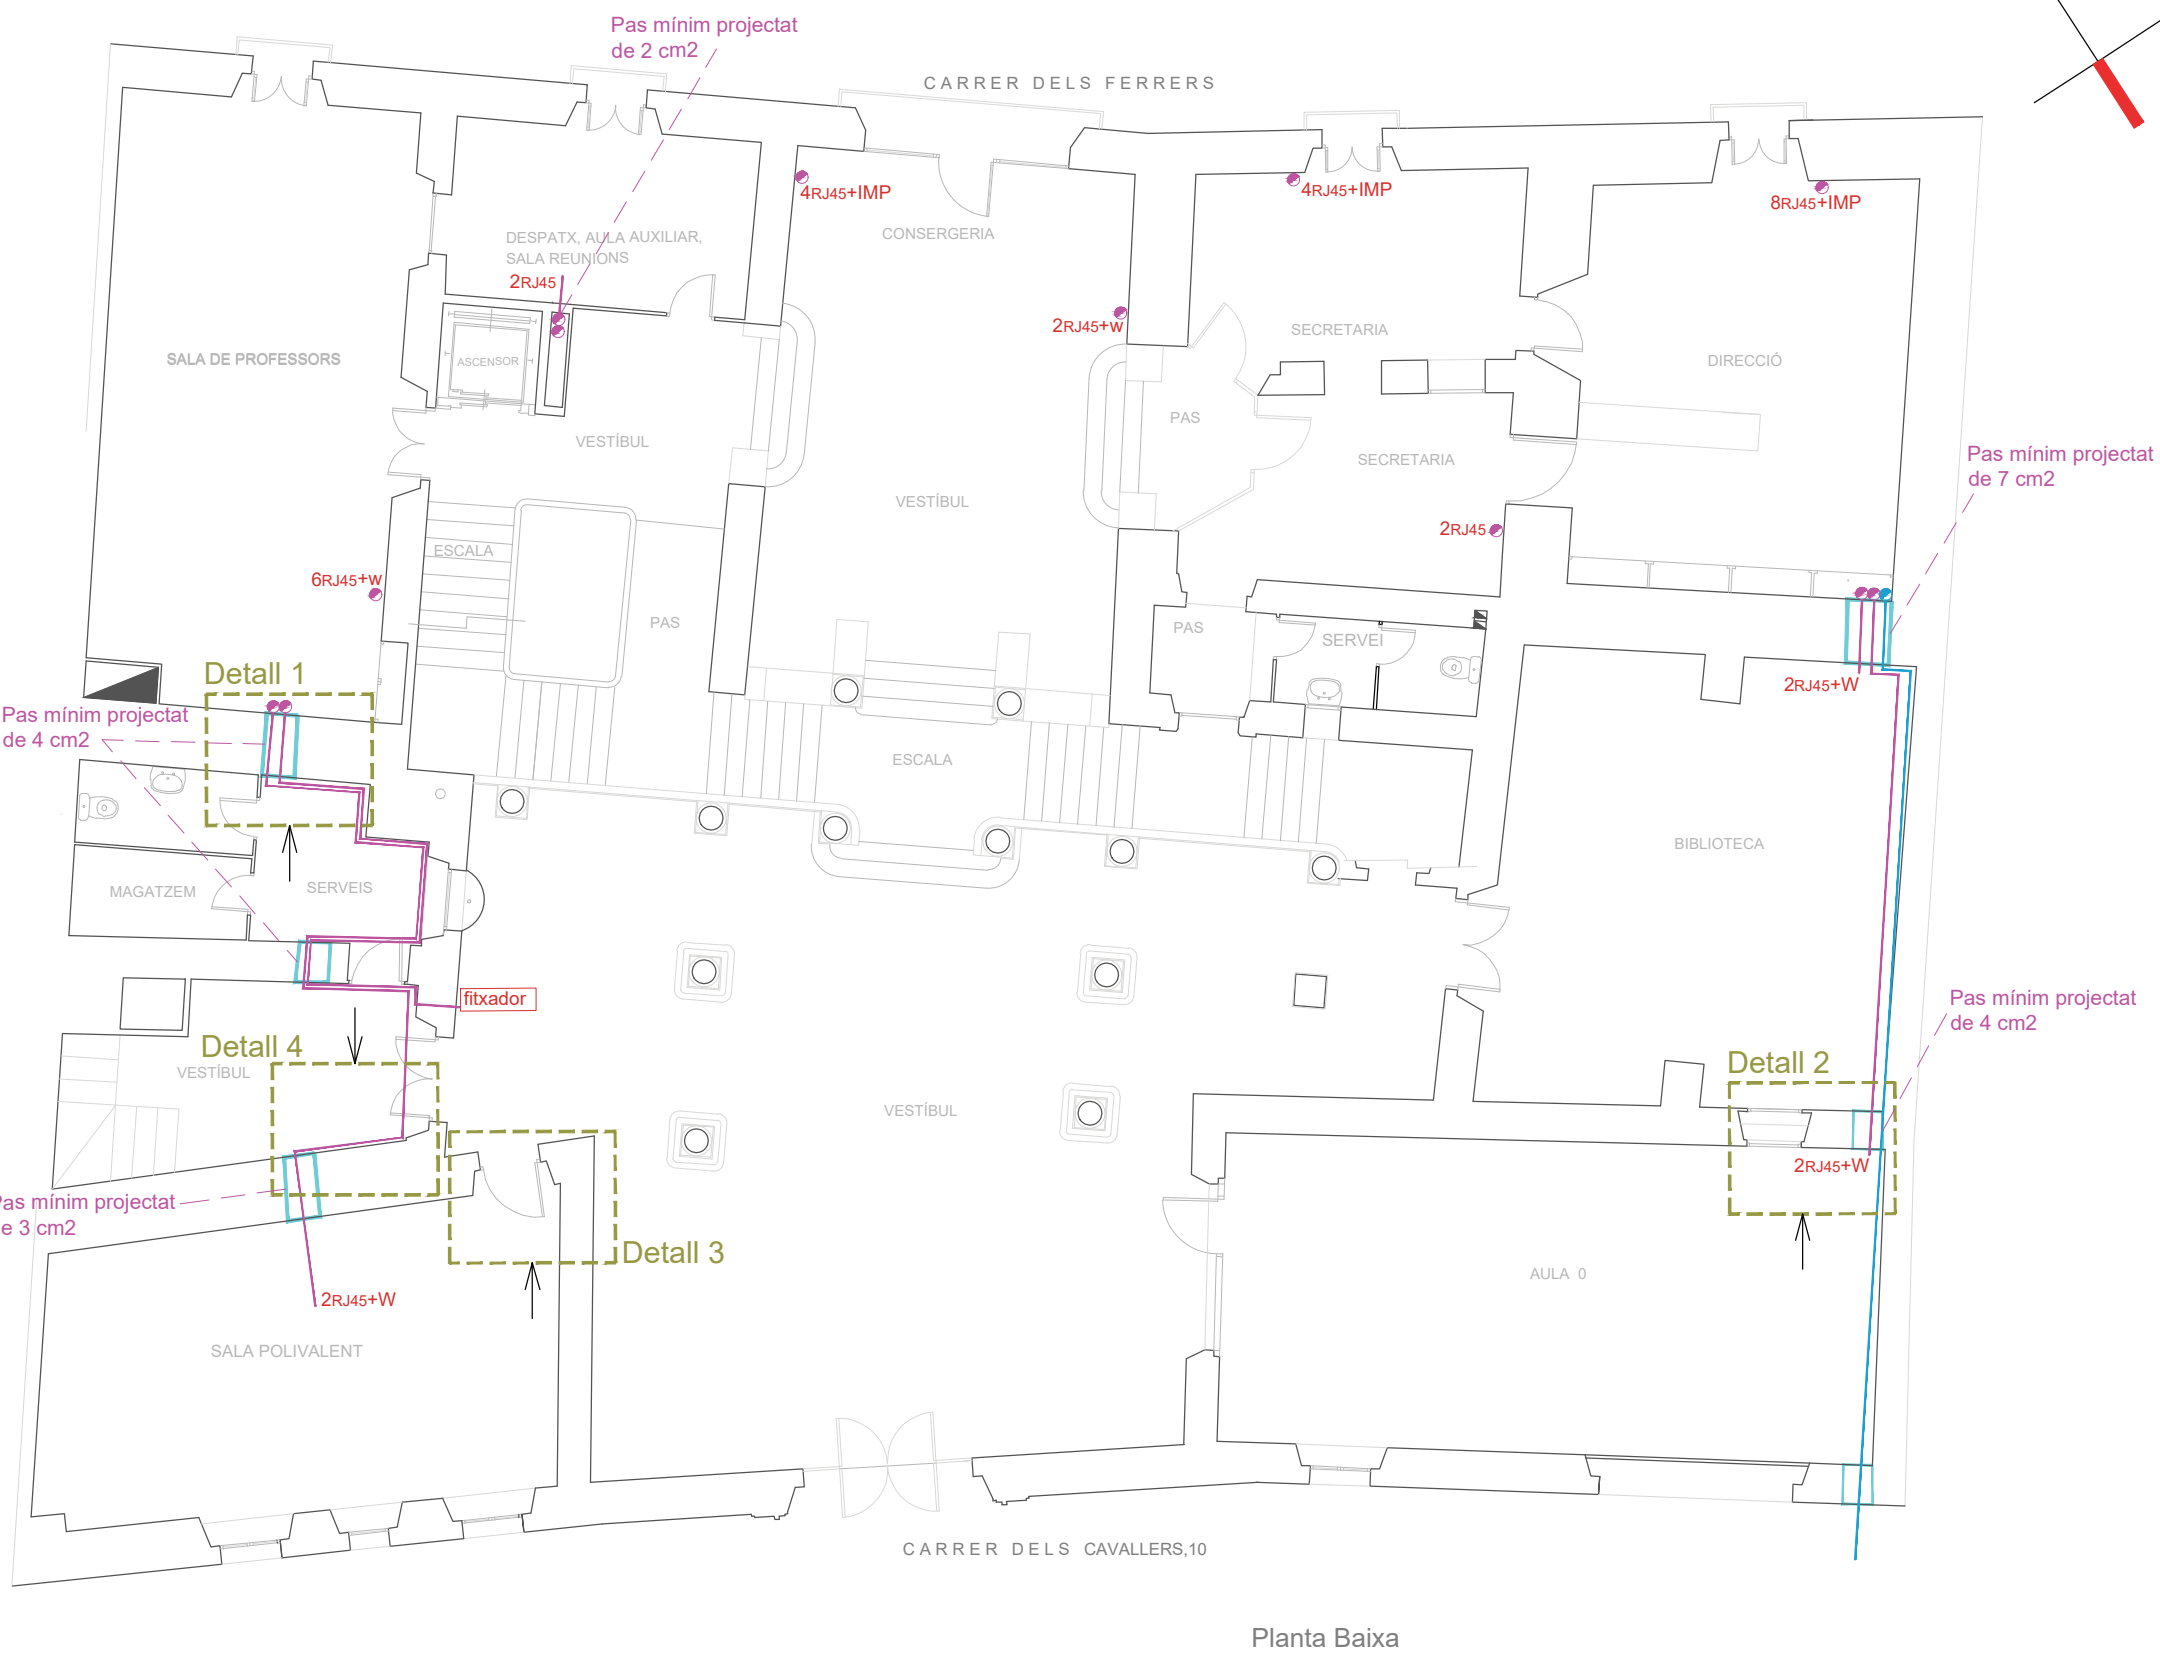 Pas mínim projectat
de 2 cm2
CARRER DELS FERRERS
4RJ45+IMP
4RJ45+IMP
8RJ45+IMP
DESPATX, AULA AUXILIAR,
SALA REUNIONS
CONSERGERIA
2RJ45
2RJ45+w
SECRETARIA
SALA DE PROFESSORS
ASCENSOR
DIRECCIÓ
PAS
VESTÍBUL
SECRETARIA
Pas mínim projectat
de 7 cm2
VESTÍBUL
2RJ45
ESCALA
6RJ45+w
PAS
PAS
SERVEI
Detall 1
2RJ45+W
Pas mínim projectat
de 4 cm2
ESCALA
BIBLIOTECA
MAGATZEM
SERVEIS
fitxador
Pas mínim projectat
de 4 cm2
Detall 4
VESTÍBUL
Detall 2
VESTÍBUL
2RJ45+W
Pas mínim projectat
e 3 cm2
Detall 3
AULA 0
2RJ45+W
SALA POLIVALENT
CARRER DELS CAVALLERS,10
Planta Baixa